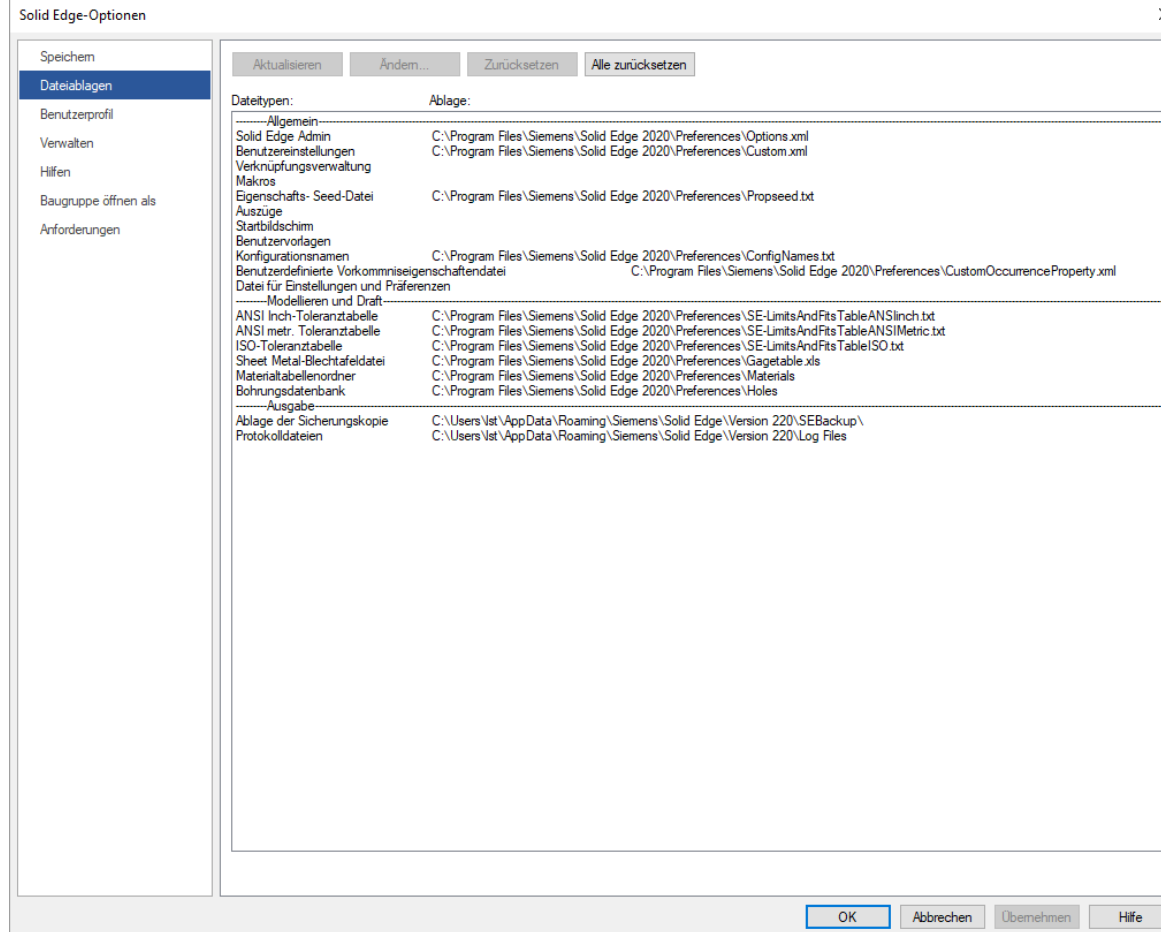 Solid Edge-Optionen
Speichern
Dateiablagen
Benutzerprofil
Verwalten
Hilfen
Baugruppe öffnen als
Anforderungen
Aktualisieren Ändern... Zurücksetzen Alle zurücksetzen
Dateitypen: Ablage:
--------Allgemein--------
Solid Edge Admin C:\Program Files\Siemens\Solid Edge 2020\Preferences\Options.xml
Benutzereinstellungen C:\Program Files\Siemens\Solid Edge 2020\Preferences\Custom.xml
Verknüpfungsverwaltung
Makros
Eigenschafts- Seed-Datei C:\Program Files\Siemens\Solid Edge 2020\Preferences\Propseed.txt
Auszüge
Startbildschirm
Benutzervorlagen
Konfigurationsnamen C:\Program Files\Siemens\Solid Edge 2020\Preferences\ConfigNames.txt
Benutzerdefinierte Vorkommniseigenschaftendatei C:\Program Files\Siemens\Solid Edge 2020\Preferences\CustomOccurrenceProperty.xml
Datei für Einstellungen und Präferenzen
--------Modellieren und Draft--------
ANSI Inch-Toleranztabelle C:\Program Files\Siemens\Solid Edge 2020\Preferences\SE-LimitsAndFitsTableANSIinch.txt
ANSI metr. Toleranztabelle C:\Program Files\Siemens\Solid Edge 2020\Preferences\SE-LimitsAndFitsTableANSIMetric.txt
ISO-Toleranztabelle C:\Program Files\Siemens\Solid Edge 2020\Preferences\SE-LimitsAndFitsTableISO.txt
Sheet Metal-Blechtafeldatei C:\Program Files\Siemens\Solid Edge 2020\Preferences\Gagetable.xls
Materialtabellenordner C:\Program Files\Siemens\Solid Edge 2020\Preferences\Materials
Bohrungsdatenbank C:\Program Files\Siemens\Solid Edge 2020\Preferences\Holes
--------Ausgabe--------
Ablage der Sicherungskopie C:\Users\lst\AppData\Roaming\Siemens\Solid Edge\Version 220\SEBackup\
Protokolldateien C:\Users\lst\AppData\Roaming\Siemens\Solid Edge\Version 220\Log Files
OK Abbrechen Übernehmen Hilfe